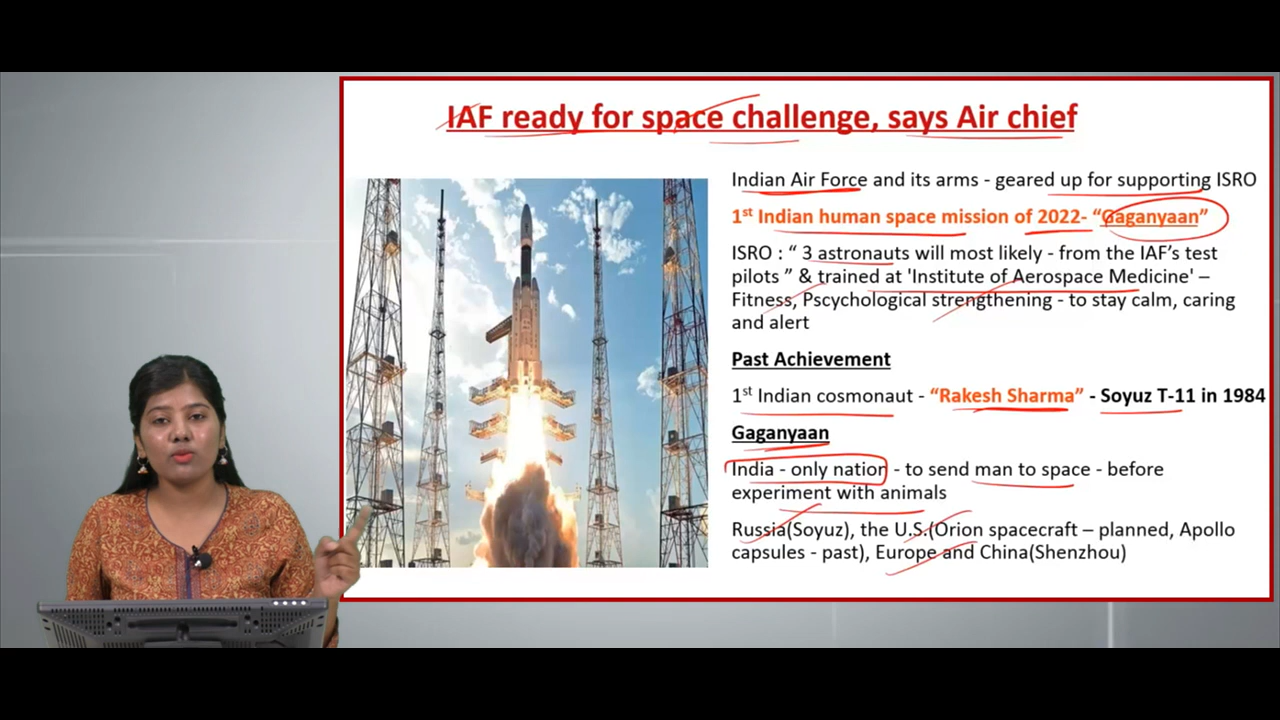 IAF ready for space challenge, says Air chief
Indian Air Force and its arms - geared up for supporting ISRO
1st Indian human space mission of 2022- “Gaganyaan”
ISRO : “ 3 astronauts will most likely - from the IAF’s test
pilots ” & trained at 'Institute of Aerospace Medicine' –
Fitness, Pscychological strengthening - to stay calm, caring
and alert
Past Achievement
1st Indian cosmonaut - “Rakesh Sharma” - Soyuz T-11 in 1984
Gaganyaan
India - only nation - to send man to space - before
experiment with animals
Russia(Soyuz), the U.S.(Orion spacecraft – planned, Apollo
capsules - past), Europe and China(Shenzhou)